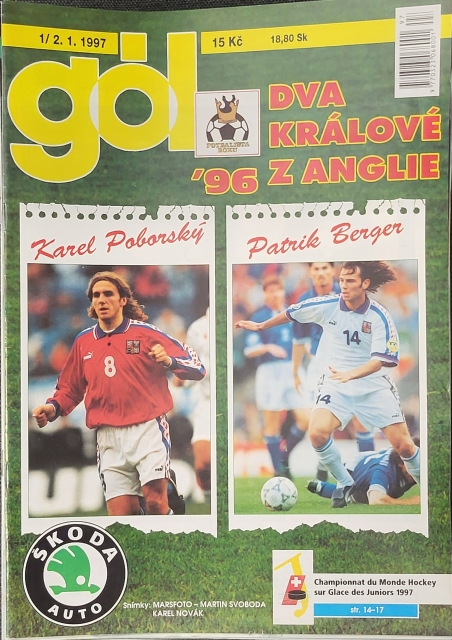 1/ 2. 1. 1997
15 Kč
18,80 Sk
97
gól
FOTBALISTA
ROKU
'96
DVA
KRÁLOVÉ
Z ANGLIE
Karel Poborský
Patrik Berger
8
14
14
ŠKODA
AUTO
Snímky: MARSFOTO – MARTIN SVOBODA
KAREL NOVÁK
Championnat du Monde Hockey
sur Glace des Juniors 1997
str. 14–17